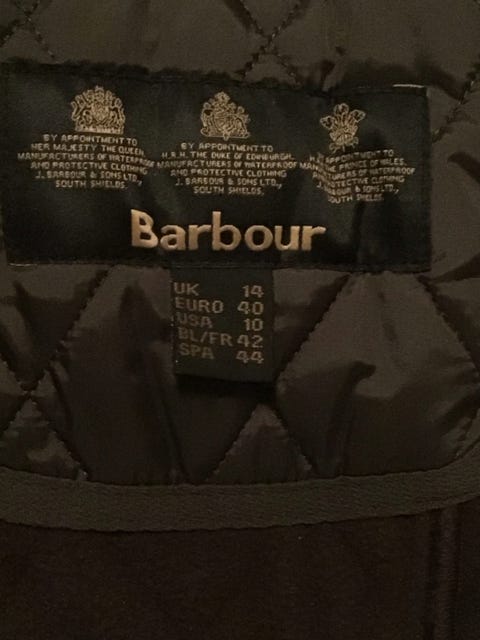 BY APPOINTMENT TO
HER MAJESTY THE QUEEN
MANUFACTURERS OF WATERPROOF
AND PROTECTIVE CLOTHING
J. BARBOUR & SONS LTD.,
SOUTH SHIELDS.
BY APPOINTMENT TO
H.R.H. THE DUKE OF EDINBURGH
MANUFACTURERS OF WATERPROOF
AND PROTECTIVE CLOTHING
J. BARBOUR & SONS LTD.,
SOUTH SHIELDS.
APPOINTMENT TO
PRINCE OF WALES.
MANUFACTURERS OF WATERPROOF
PROTECTIVE CLOTHING
BARBOUR & SONS LTD.,
SOUTH SHIELDS.
Barbour
UK 14
EURO 40
USA 10
BL/FR 42
SPA 44